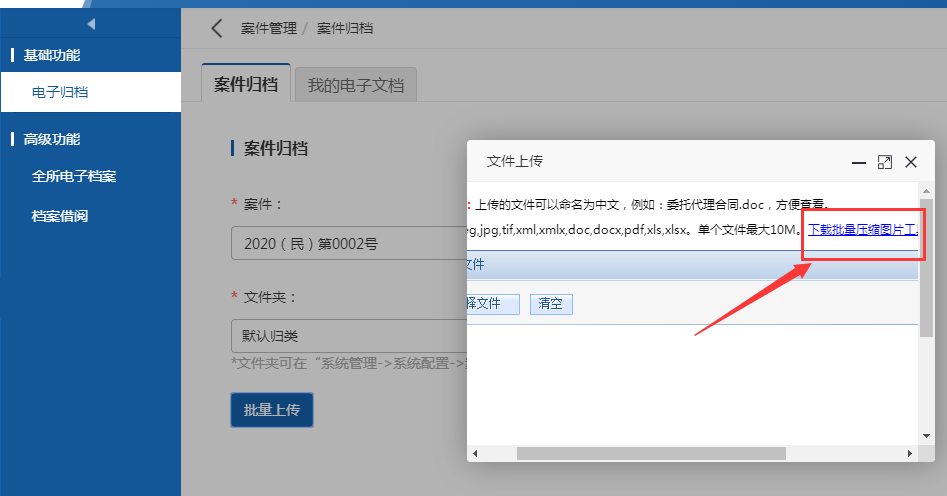 案件管理 / 案件归档
基础功能
电子归档
高级功能
全所电子档案
档案借阅
案件归档
我的电子文档
案件归档
* 案件：
2020（民）第0002号
* 文件夹：
默认归类
*文件夹可在“系统管理->系统配置->
批量上传
文件上传
：上传的文件可以命名为中文，例如：委托代理合同.doc，方便查看。
eg,jpg,tif,xml,xmlx,doc,docx,pdf,xls,xlsx。单个文件最大10M。下载批量压缩图片工
文件
择文件
清空